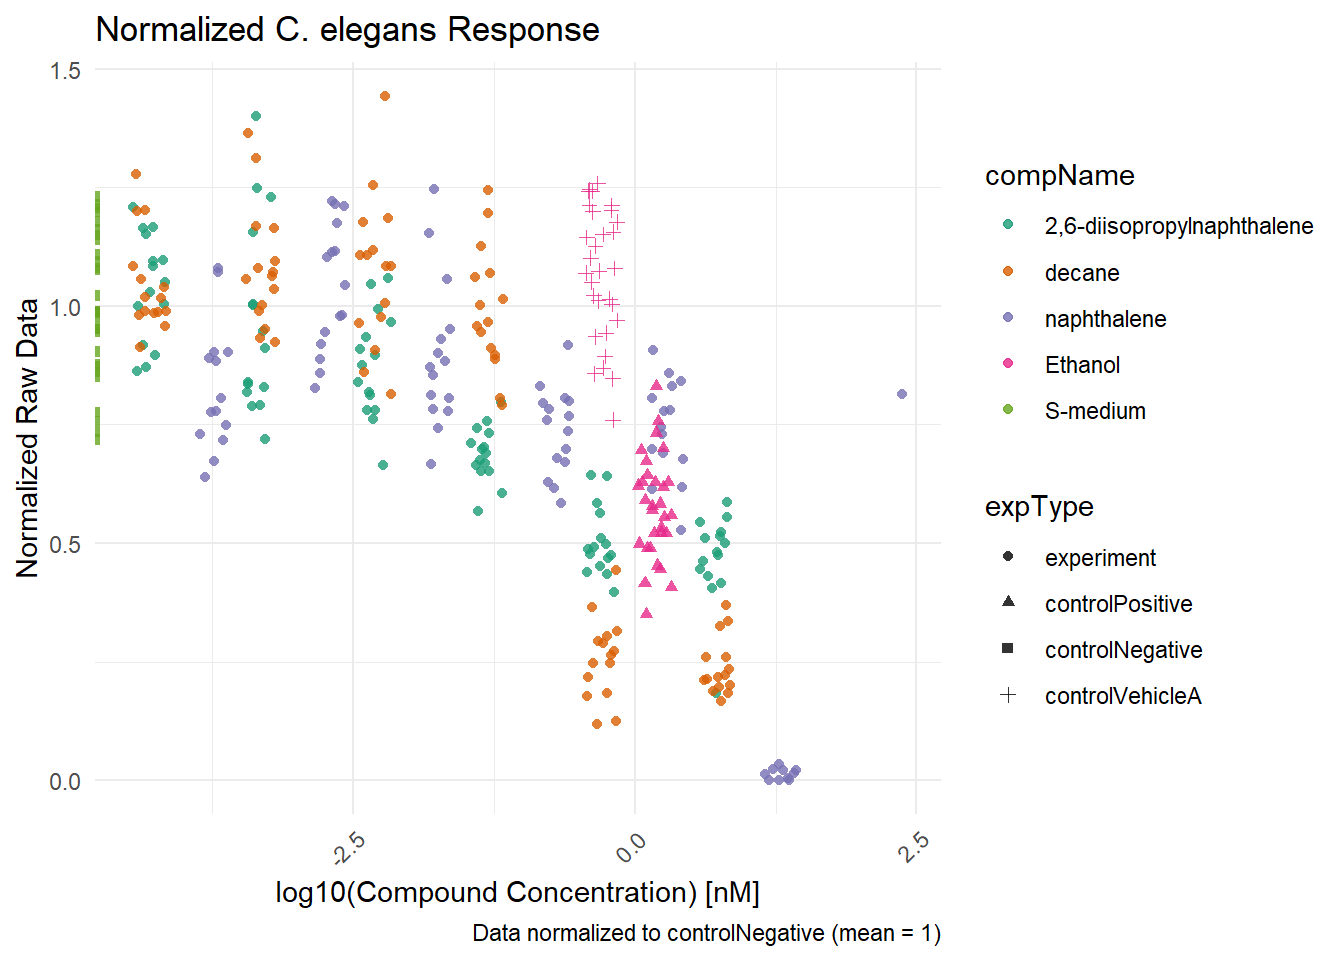 Normalized C. elegans Response
Normalized Raw Data
1.5
1.0
0.5
0.0
-2.5
0.0
2.5
log10(Compound Concentration) [nM]
Data normalized to controlNegative (mean = 1)
compName
2,6-diisopropylnaphthalene
decane
naphthalene
Ethanol
S-medium
expType
experiment
controlPositive
controlNegative
controlVehicleA